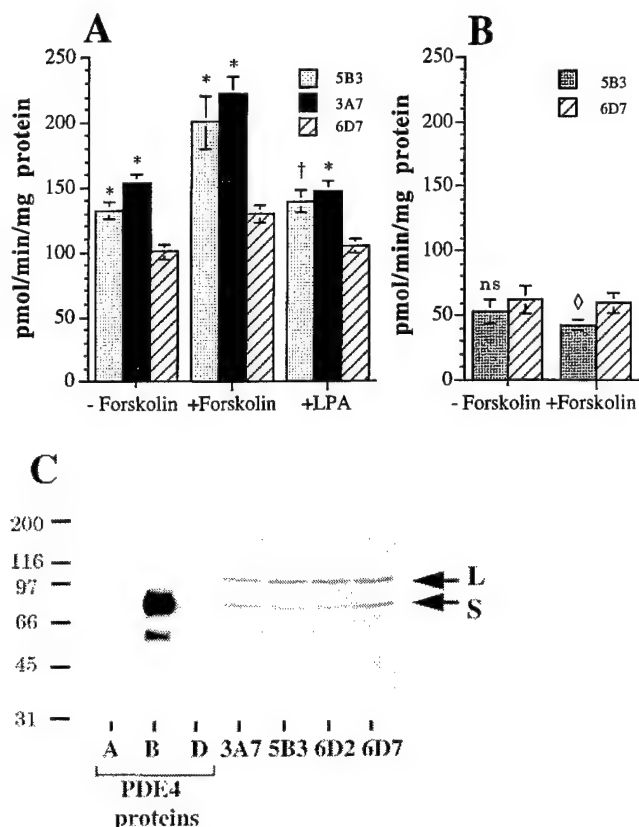 A
pmol/min/mg protein
250
200
150
100
50
0
* *
* *
† *
5B3
3A7
6D7
- Forskolin +Forskolin +LPA
B
pmol/min/mg protein
250
200
150
100
50
0
ns
◊
5B3
6D7
- Forskolin +Forskolin
C
200
116
97
66
45
31
L
S
A B D 3A7 5B3 6D2 6D7
PDE4
proteins